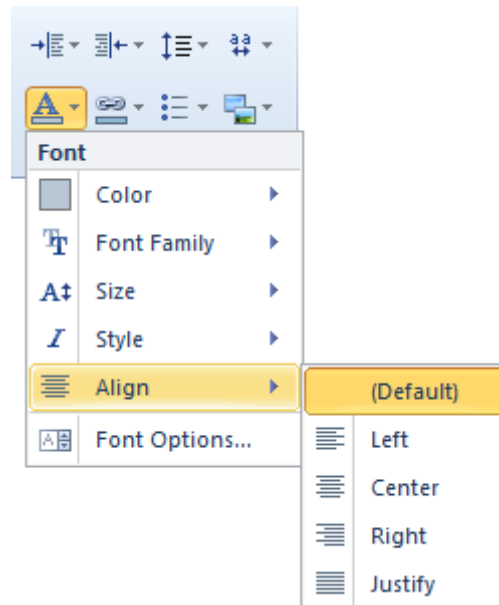 Font
Color
Font Family
Size
Style
Align
(Default)
Font Options...
Left
Center
Right
Justify